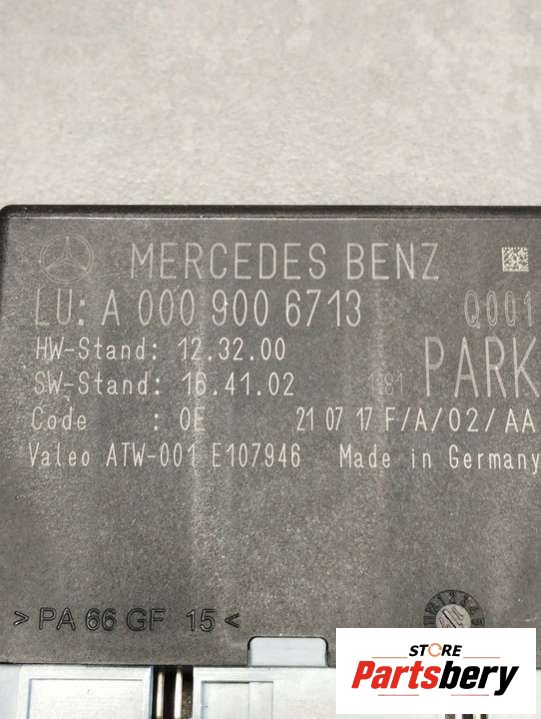 MERCEDES BENZ
LU: A 000 900 6713 Q001
HW-Stand: 12.32.00
SW-Stand: 16.41.02 PARK
Code : 0E 21 07 17 F/A/02/AA
Valeo ATW-001 E107946 Made in Germany
> PA 66 GF 15 <
STORE
Partsbery